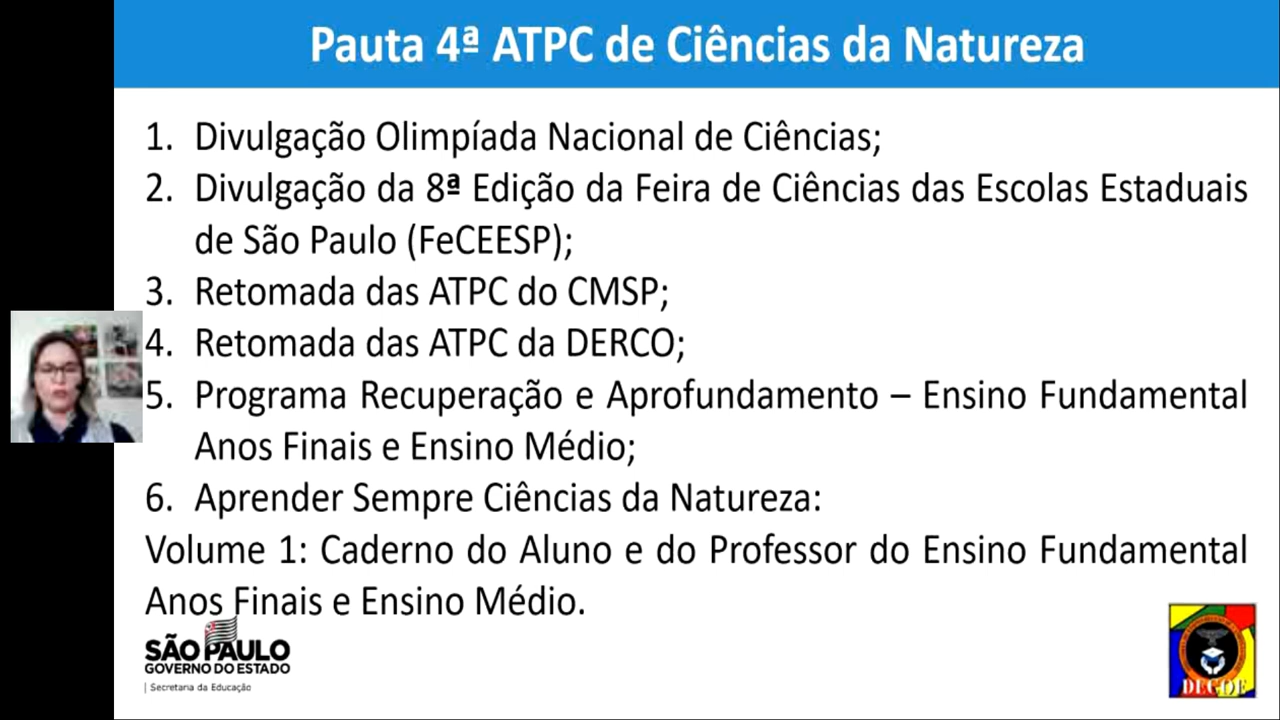 Pauta 4ª ATPC de Ciências da Natureza
1. Divulgação Olimpíada Nacional de Ciências;
2. Divulgação da 8ª Edição da Feira de Ciências das Escolas Estaduais
de São Paulo (FeCEESP);
3. Retomada das ATPC do CMSP;
4. Retomada das ATPC da DERCO;
5. Programa Recuperação e Aprofundamento – Ensino Fundamental
Anos Finais e Ensino Médio;
6. Aprender Sempre Ciências da Natureza:
Volume 1: Caderno do Aluno e do Professor do Ensino Fundamental
Anos Finais e Ensino Médio.
SÃO PAULO
GOVERNO DO ESTADO
Secretaria da Educação